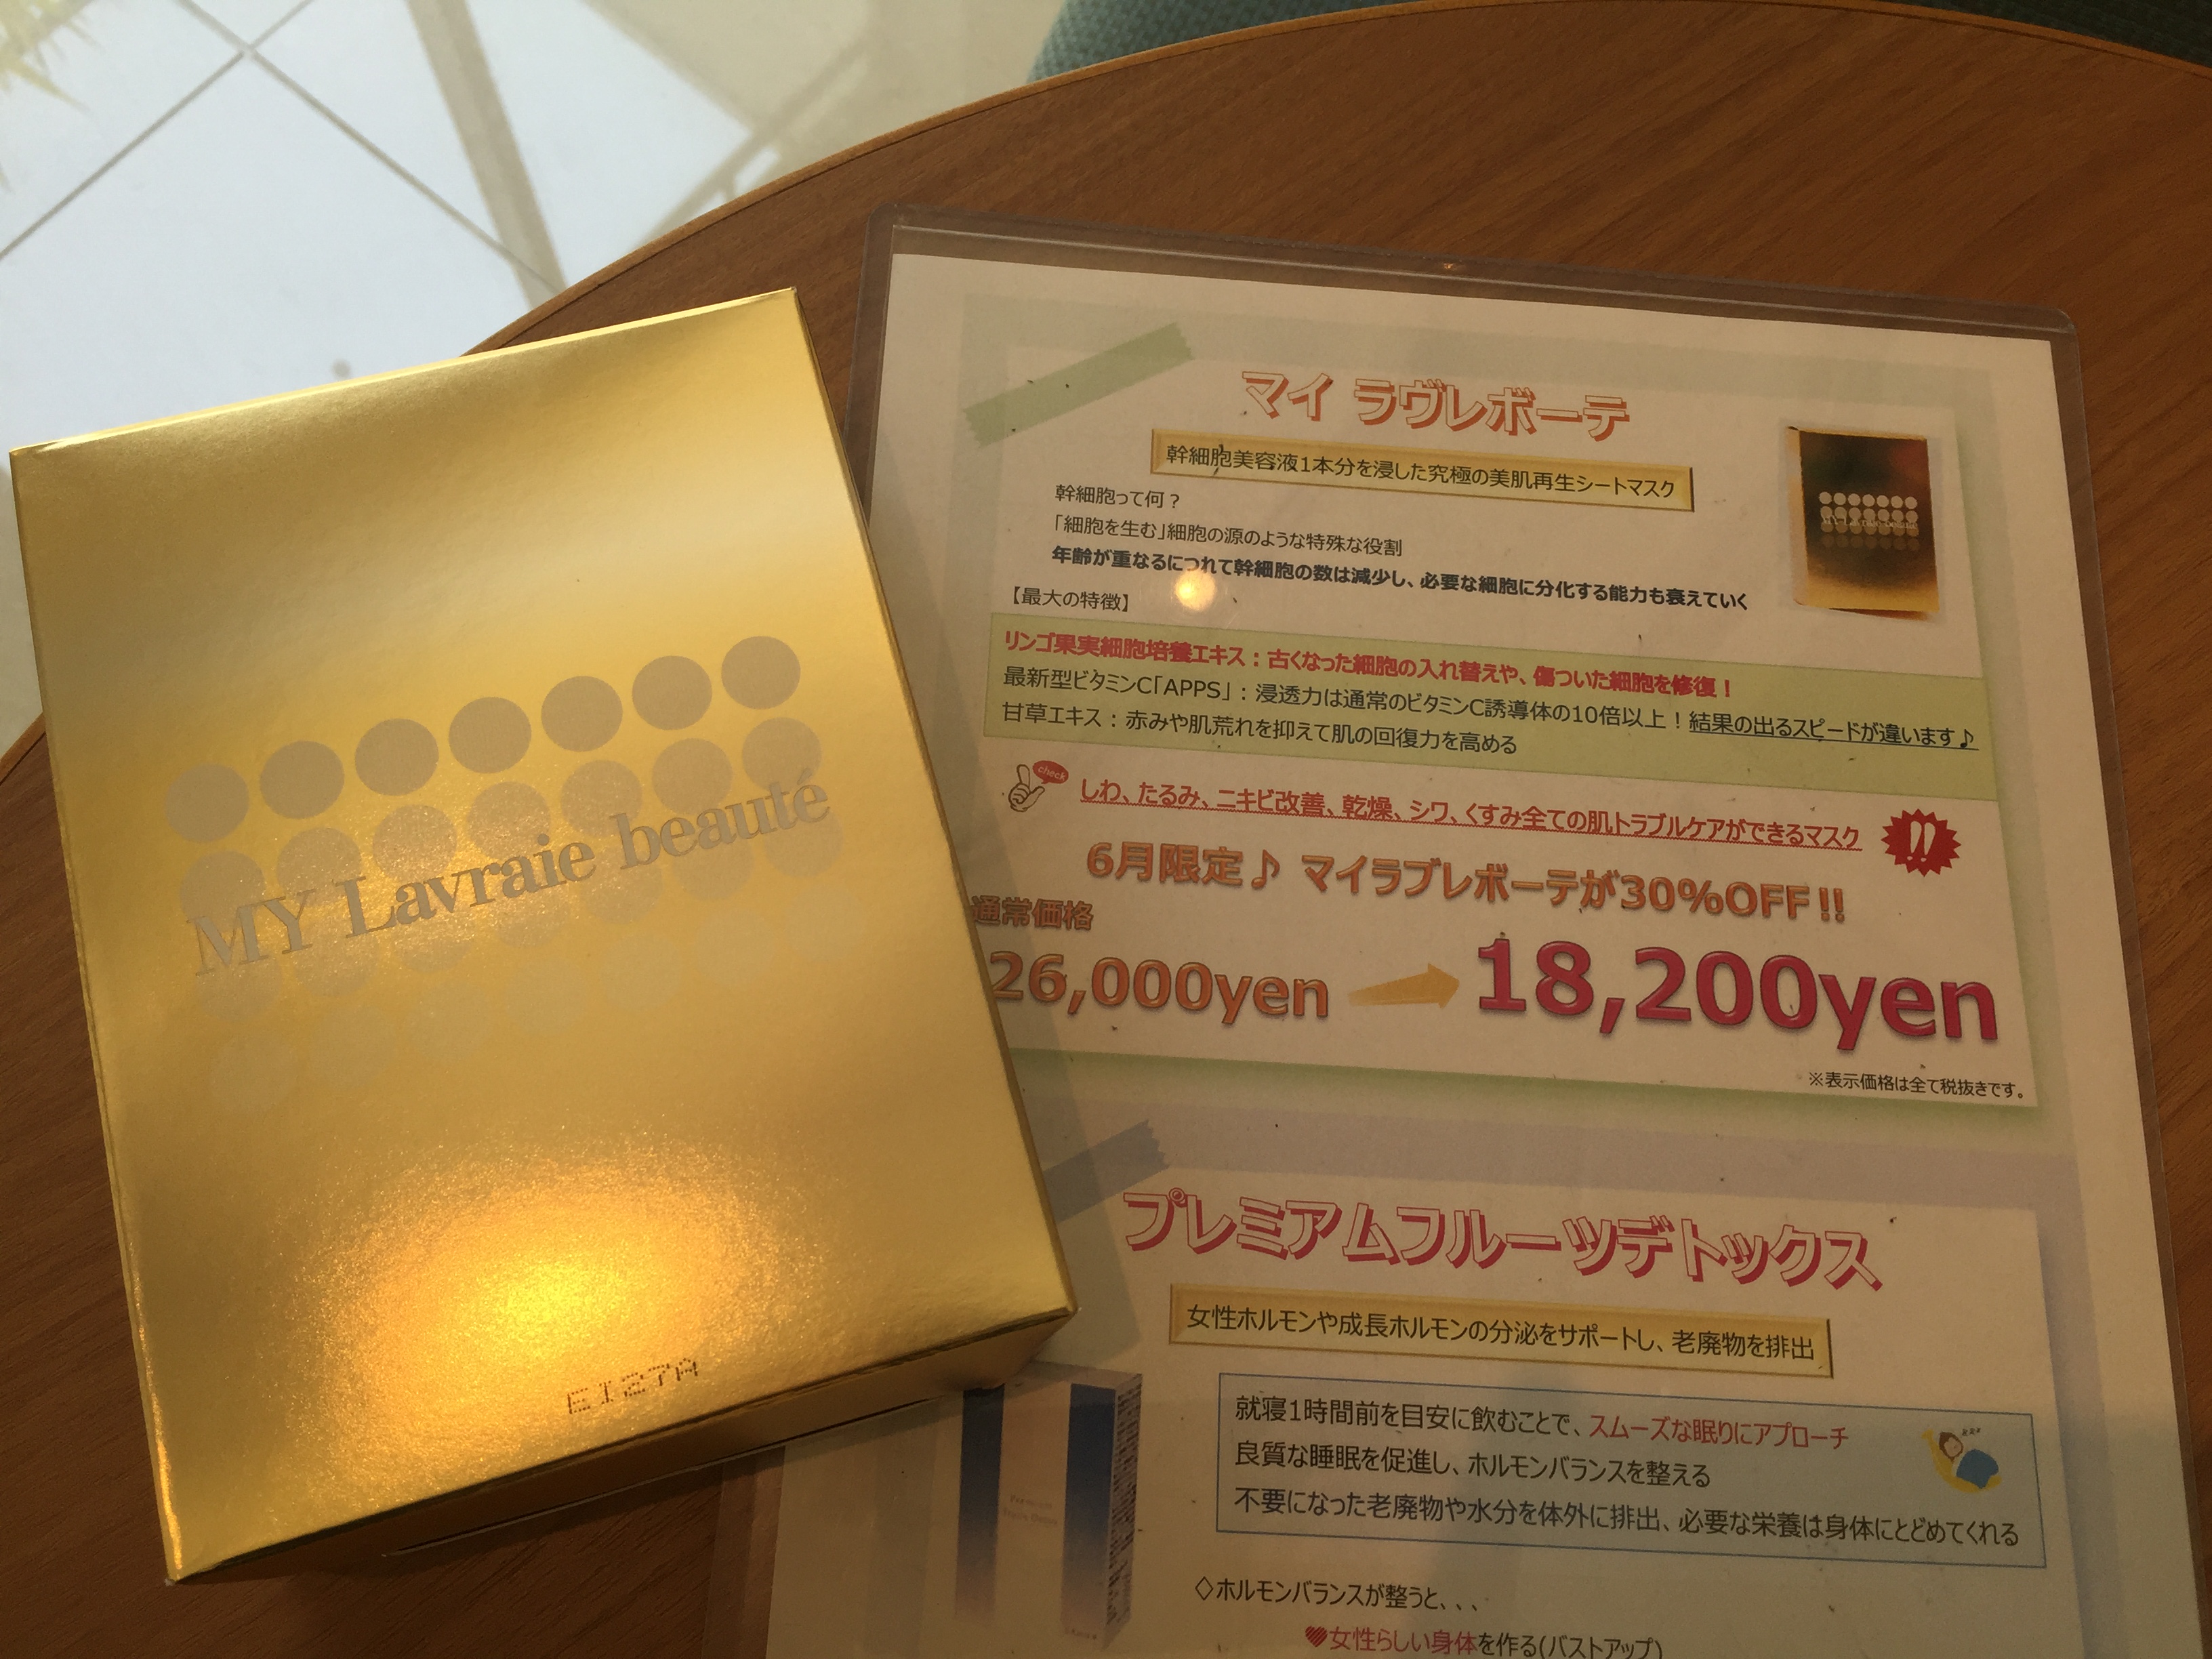 MY Lavraie beauté
E127A
マイ ラヴレボーテ
幹細胞美容液1本分を浸した究極の美肌再生シートマスク
幹細胞って何？
「細胞を生む」細胞の源のような特殊な役割
年齢が重なるにつれて幹細胞の数は減少し、必要な細胞に分化する能力も衰えていく
【最大の特徴】
リンゴ果実細胞培養エキス：古くなった細胞の入れ替えや、傷ついた細胞を修復！
最新型ビタミンC「APPS」：浸透力は通常のビタミンC誘導体の10倍以上！結果の出るスピードが違います♪
甘草エキス：赤みや肌荒れを抑えて肌の回復力を高める
check
しわ、たるみ、ニキビ改善、乾燥、シワ、くすみ全ての肌トラブルケアができるマスク
!!
6月限定♪ マイラブレボーテが30%OFF!!
通常価格
26,000yen
18,200yen
※表示価格は全て税抜きです。
MY Lavraie beauté
プレミアムフルーツデトックス
女性ホルモンや成長ホルモンの分泌をサポートし、老廃物を排出
就寝1時間前を目安に飲むことで、スムーズな眠りにアプローチ
良質な睡眠を促進し、ホルモンバランスを整える
不要になった老廃物や水分を体外に排出、必要な栄養は身体にとどめてくれる
zzz
Premium
◇ホルモンバランスが整うと、、、
♥女性らしい身体を作る(バストアップ)